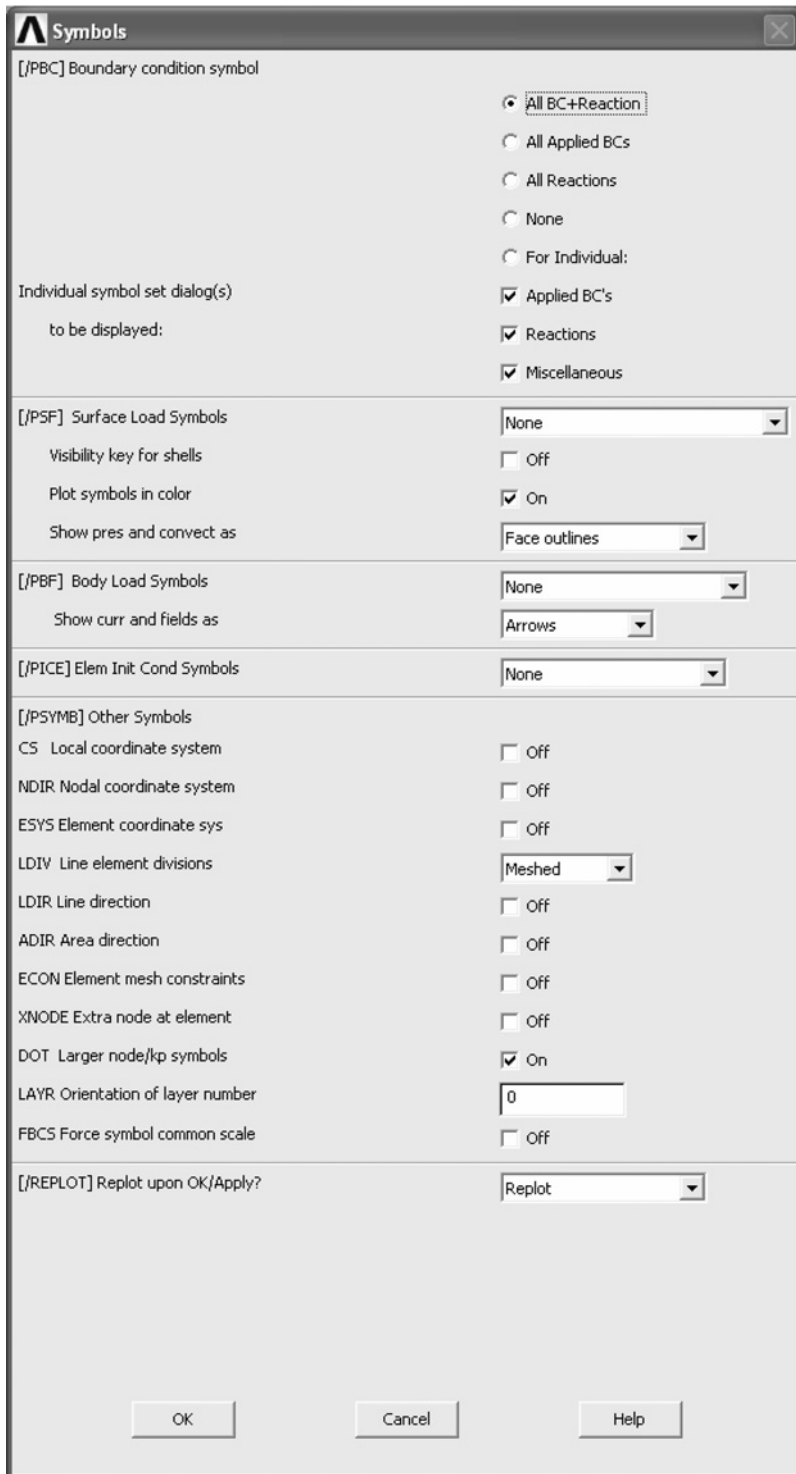 Symbols
[/PBC] Boundary condition symbol
All BC+Reaction
All Applied BCs
All Reactions
None
For Individual:
Individual symbol set dialog(s) Applied BC's
to be displayed: Reactions
Miscellaneous
[/PSF] Surface Load Symbols None
Visibility key for shells Off
Plot symbols in color On
Show pres and convect as Face outlines
[/PBF] Body Load Symbols None
Show curr and fields as Arrows
[/PICE] Elem Init Cond Symbols None
[/PSYMB] Other Symbols
CS Local coordinate system Off
NDIR Nodal coordinate system Off
ESYS Element coordinate sys Off
LDIV Line element divisions Meshed
LDIR Line direction Off
ADIR Area direction Off
ECON Element mesh constraints Off
XNODE Extra node at element Off
DOT Larger node/kp symbols On
LAYR Orientation of layer number 0
FBCS Force symbol common scale Off
[/REPLOT] Replot upon OK/Apply? Replot
OK Cancel Help